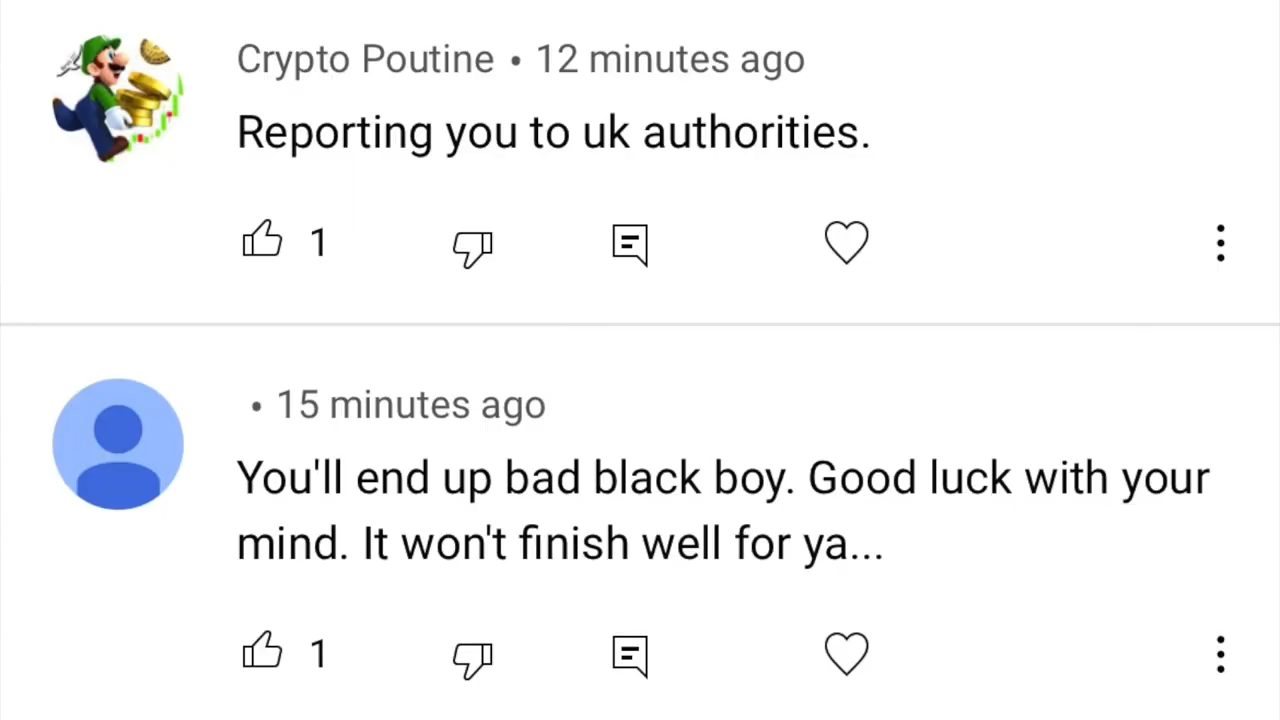 Crypto Poutine • 12 minutes ago
Reporting you to uk authorities.
1
• 15 minutes ago
You'll end up bad black boy. Good luck with your
mind. It won't finish well for ya...
1